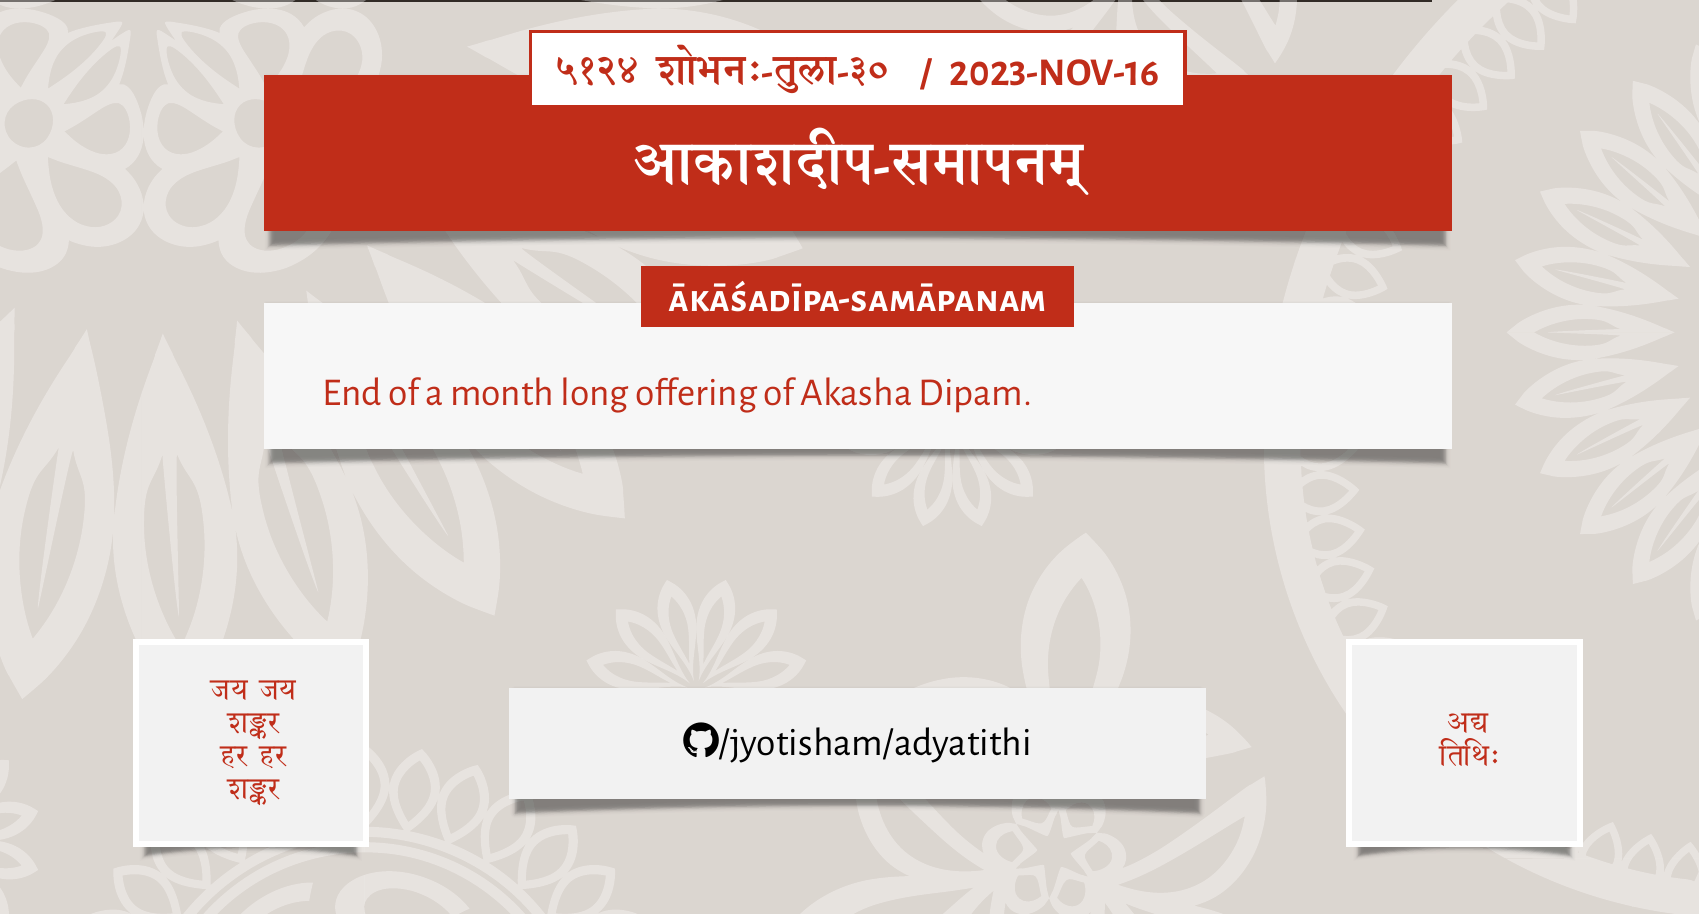 ५१२४ शोभनः-तुला-३० / 2023-NOV-16
आकाशदीप-समापनम्
ĀKĀŚADĪPA-SAMĀPANAM
End of a month long offering of Akasha Dipam.
जय जय
शङ्कर
हर हर
शङ्कर
/jyotisham/adyatithi
अद्य
तिथिः